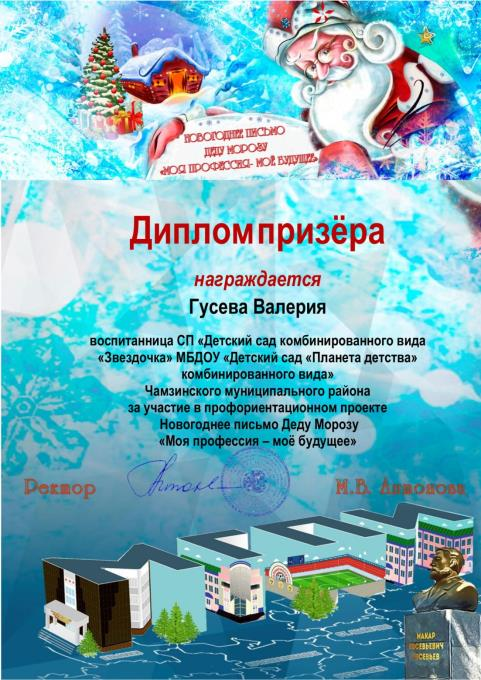 НОВОГОДНЕЕ ПИСЬМО
ДЕДУ МОРОЗУ
«МОЯ ПРОФЕССИЯ- МОЁ БУДУЩЕЕ»
Диплом призёра
награждается
Гусева Валерия
воспитанница СП «Детский сад комбинированного вида
«Звездочка» МБДОУ «Детский сад «Планета детства»
комбинированного вида»
Чамзинского муниципального района
за участие в профориентационном проекте
Новогоднее письмо Деду Морозу
«Моя профессия – моё будущее»
Ректор
М.В. Антонова
МАКАР
ЕВСЕВЬЕВИЧ
ЕВСЕВЬЕВ